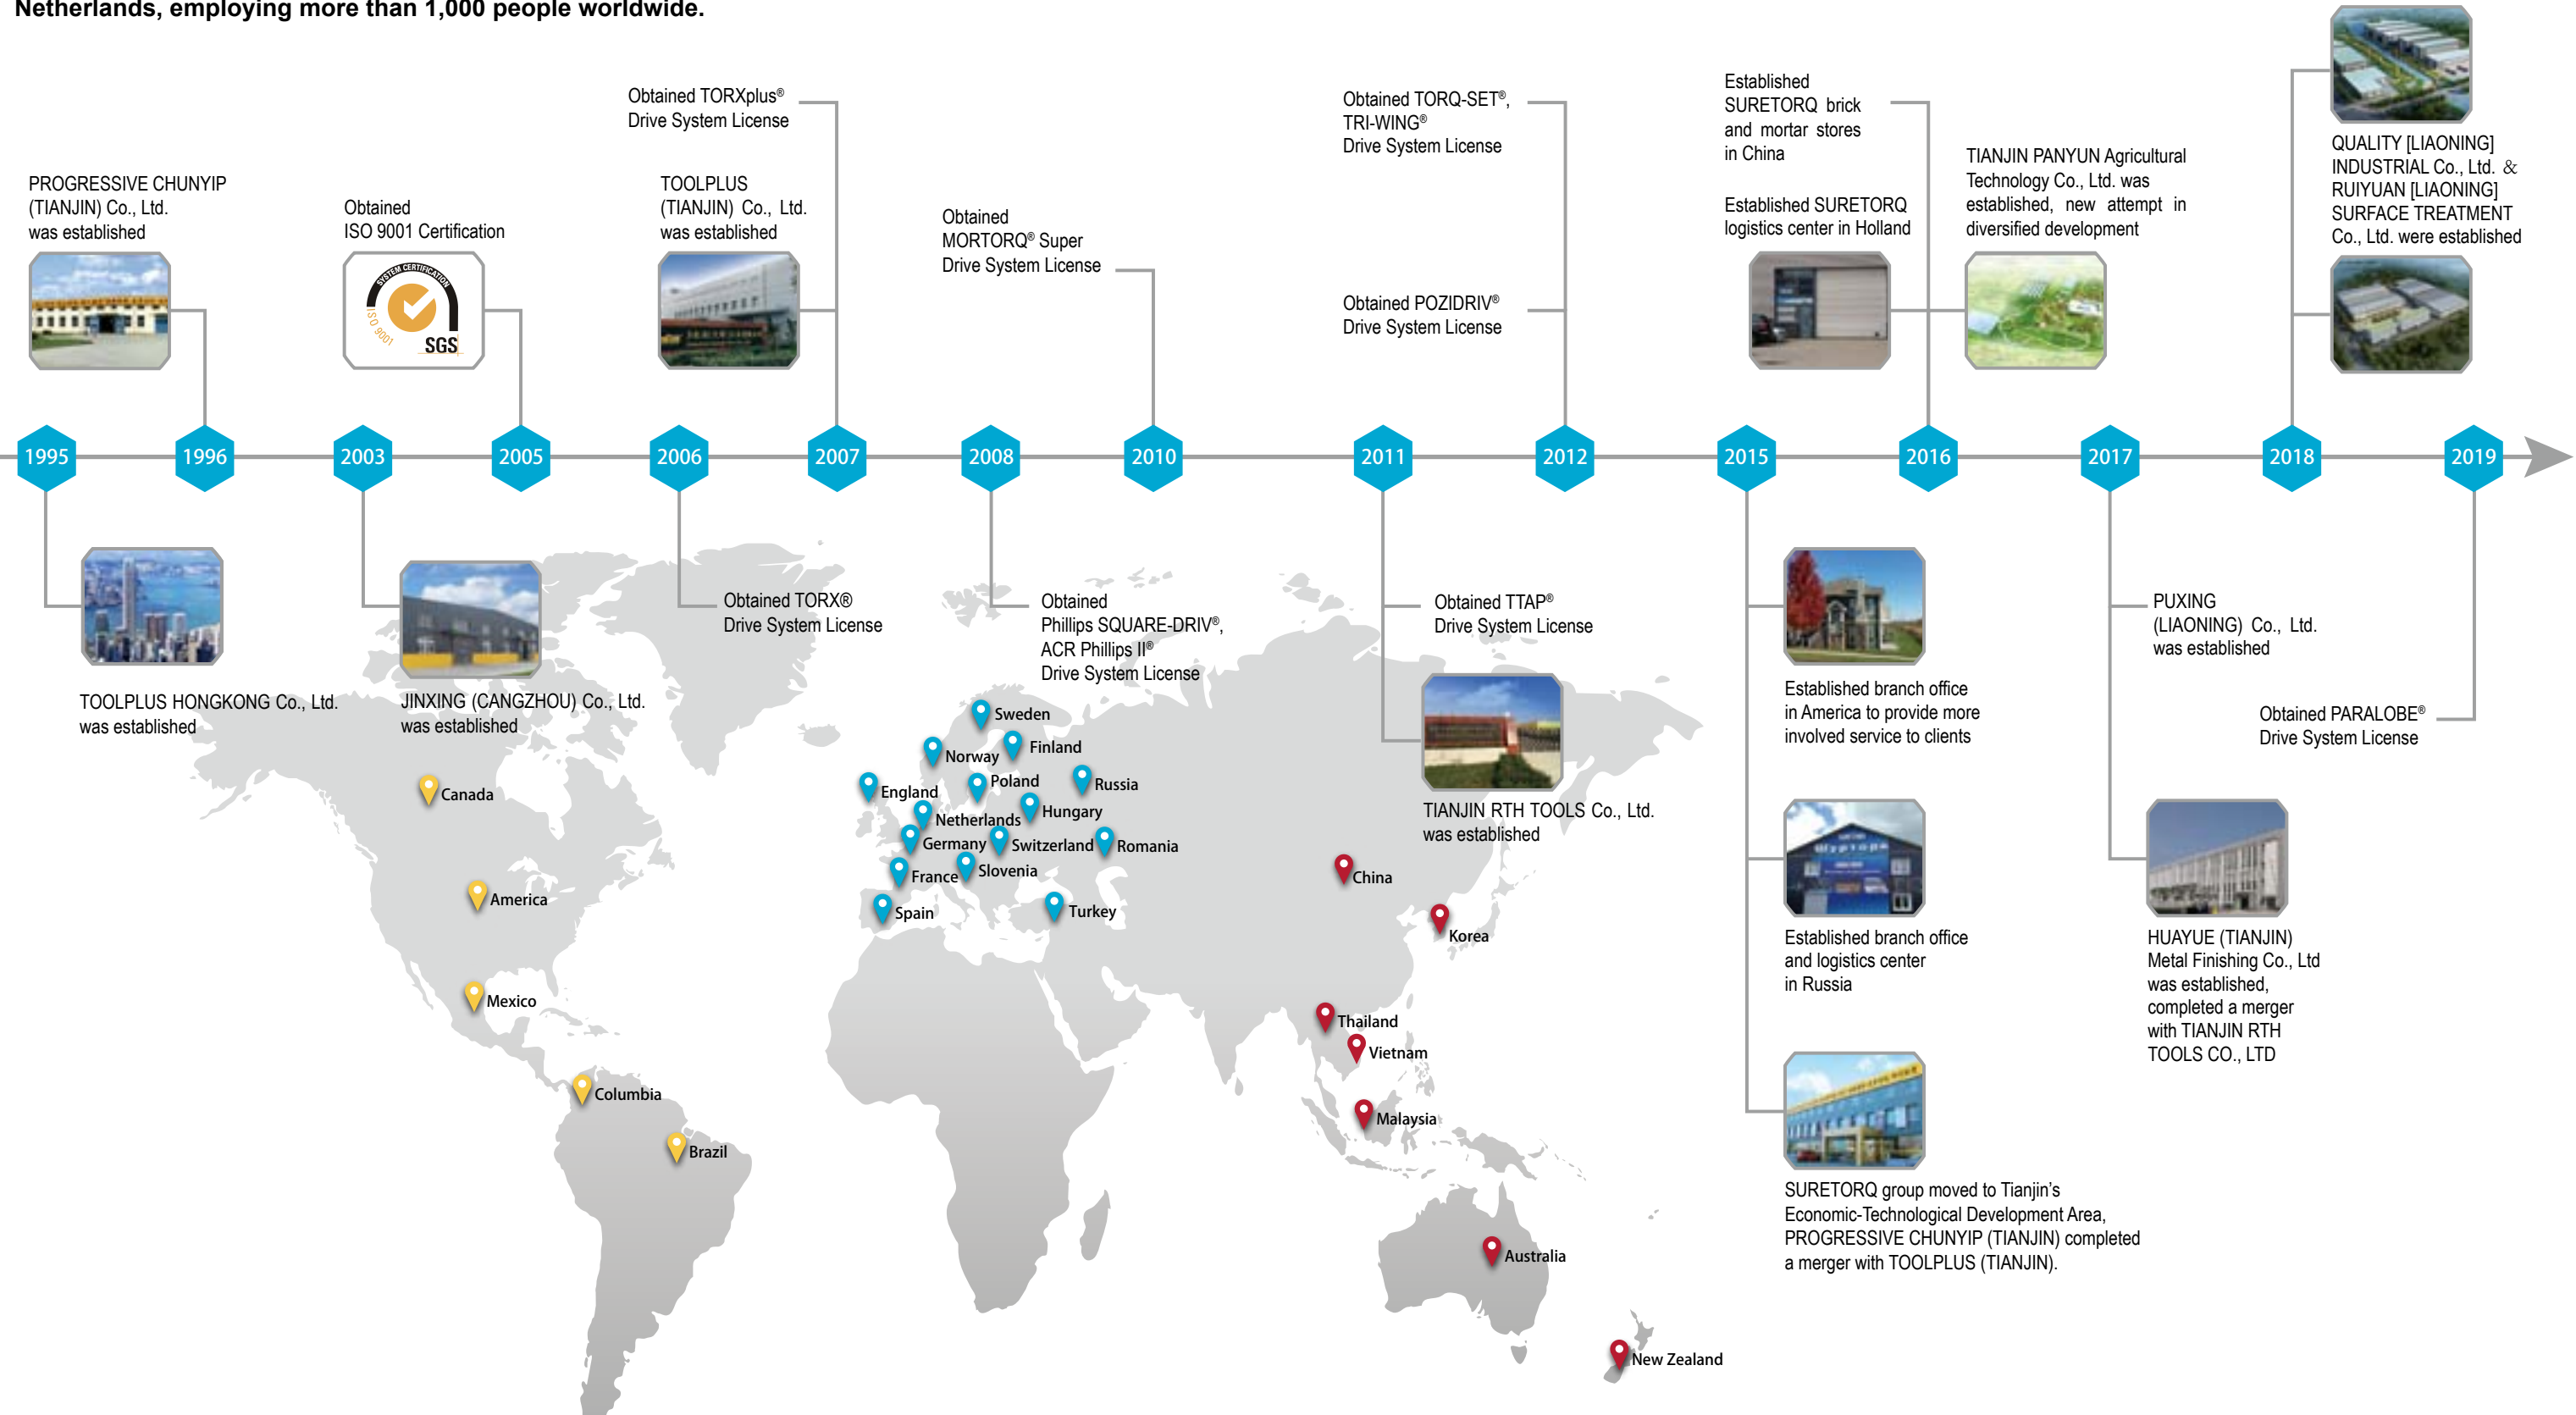 Netherlands, employing more than 1,000 people worldwide.
PROGRESSIVE CHUNYIP
(TIANJIN) Co., Ltd.
was established
Obtained
ISO 9001 Certification
SYSTEM CERTIFICATION
ISO 9001
SGS
Obtained TORXplus®
Drive System License
TOOLPLUS
(TIANJIN) Co., Ltd.
was established
Obtained
MORTORQ® Super
Drive System License
Obtained TORQ-SET®,
TRI-WING®
Drive System License
Obtained POZIDRIV®
Drive System License
Established
SURETORQ brick
and mortar stores
in China
Established SURETORQ
logistics center in Holland
TIANJIN PANYUN Agricultural
Technology Co., Ltd. was
established, new attempt in
diversified development
QUALITY [LIAONING]
INDUSTRIAL Co., Ltd. &
RUIYUAN [LIAONING]
SURFACE TREATMENT
Co., Ltd. were established
1995
1996
2003
2005
2006
2007
2008
2010
2011
2012
2015
2016
2017
2018
2019
TOOLPLUS HONGKONG Co., Ltd.
was established
JINXING (CANGZHOU) Co., Ltd.
was established
Obtained TORX®
Drive System License
Obtained
Phillips SQUARE-DRIV®,
ACR Phillips II®
Drive System License
Obtained TTAP®
Drive System License
TIANJIN RTH TOOLS Co., Ltd.
was established
Established branch office
in America to provide more
involved service to clients
Established branch office
and logistics center
in Russia
SURETORQ group moved to Tianjin’s
Economic-Technological Development Area,
PROGRESSIVE CHUNYIP (TIANJIN) completed
a merger with TOOLPLUS (TIANJIN).
PUXING
(LIAONING) Co., Ltd.
was established
HUAYUE (TIANJIN)
Metal Finishing Co., Ltd
was established,
completed a merger
with TIANJIN RTH
TOOLS CO., LTD
Obtained PARALOBE®
Drive System License
Canada
America
Mexico
Columbia
Brazil
Sweden
Norway
Finland
England
Poland
Russia
Netherlands
Hungary
Germany
Switzerland
Romania
France
Slovenia
Spain
Turkey
China
Korea
Thailand
Vietnam
Malaysia
Australia
New Zealand